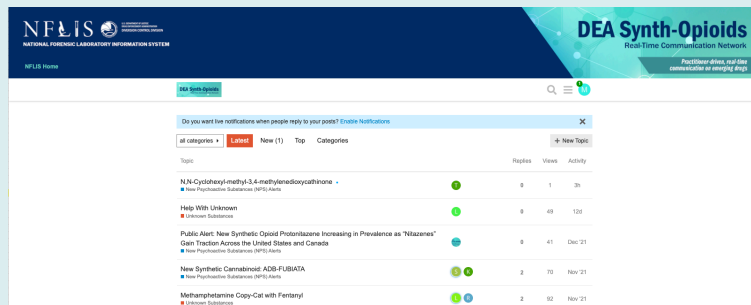 NFLIS
NATIONAL FORENSIC LABORATORY INFORMATION SYSTEM
DEA Synth-Opioids
Real-Time Communication Network
Practitioner-driven, real-time
communication on emerging drugs
NFLIS Home
DEA Synth-Opioids
1
M
Do you want live notifications when people reply to your posts? Enable Notifications
all categories Latest New (1) Top Categories + New Topic
Topic Replies Views Activity
N,N-Cyclohexyl-methyl-3,4-methylenedioxycathinone T 0 1 3h
New Psychoactive Substances (NPS) Alerts
Help With Unknown 0 49 12d
Unknown Substances
Public Alert: New Synthetic Opioid Protonitazene Increasing in Prevalence as "Nitazenes"
Gain Traction Across the United States and Canada 0 41 Dec '21
New Psychoactive Substances (NPS) Alerts
New Synthetic Cannabinoid: ADB-FUBIATA K 2 70 Nov '21
New Psychoactive Substances (NPS) Alerts
Methamphetamine Copy-Cat with Fentanyl R 2 92 Nov '21
Unknown Substances